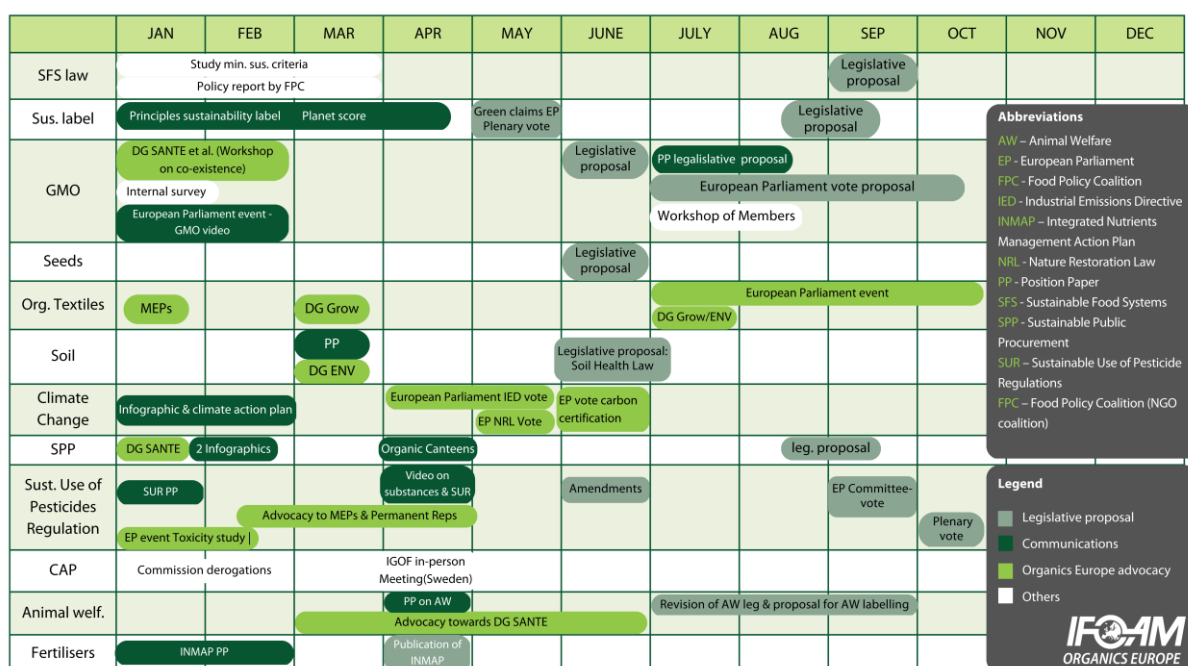 JAN FEB MAR APR MAY JUNE JULY AUG SEP OCT NOV DEC
SFS law
Study min. sus. criteria
Policy report by FPC
Legislative
proposal
Sus. label
Principles sustainability label Planet score
Green claims EP
Plenary vote
Legislative
proposal
GMO
DG SANTE et al. (Workshop
on co-existence)
Internal survey
European Parliament event -
GMO video
Legislative
proposal
PP legalislative proposal
European Parliament vote proposal
Workshop of Members
Seeds
Legislative
proposal
Org. Textiles
MEPs
DG Grow
European Parliament event
DG Grow/ENV
Soil
PP
DG ENV
Legislative proposal:
Soil Health Law
Climate
Change
Infographic & climate action plan
European Parliament IED vote
EP NRL Vote
EP vote carbon
certification
SPP
DG SANTE
2 Infographics
Organic Canteens
leg. proposal
Sust. Use of
Pesticides
Regulation
SUR PP
Video on
substances & SUR
Advocacy to MEPs & Permanent Reps
EP event Toxicity study |
Amendments
EP Committee-
vote
Plenary
vote
CAP
Commission derogations
IGOF in-person
Meeting(Sweden)
Animal welf.
PP on AW
Advocacy towards DG SANTE
Revision of AW leg & proposal for AW labelling
Fertilisers
INMAP PP
Publication of
INMAP
Abbreviations
AW – Animal Welfare
EP - European Parliament
FPC - Food Policy Coalition
IED - Industrial Emissions Directive
INMAP – Integrated Nutrients
Management Action Plan
NRL - Nature Restoration Law
PP - Position Paper
SFS - Sustainable Food Systems
SPP - Sustainable Public
Procurement
SUR – Sustainable Use of Pesticide
Regulations
FPC – Food Policy Coalition (NGO
coalition)
Legend
Legislative proposal
Communications
Organics Europe advocacy
Others
IFOAM
ORGANICS EUROPE